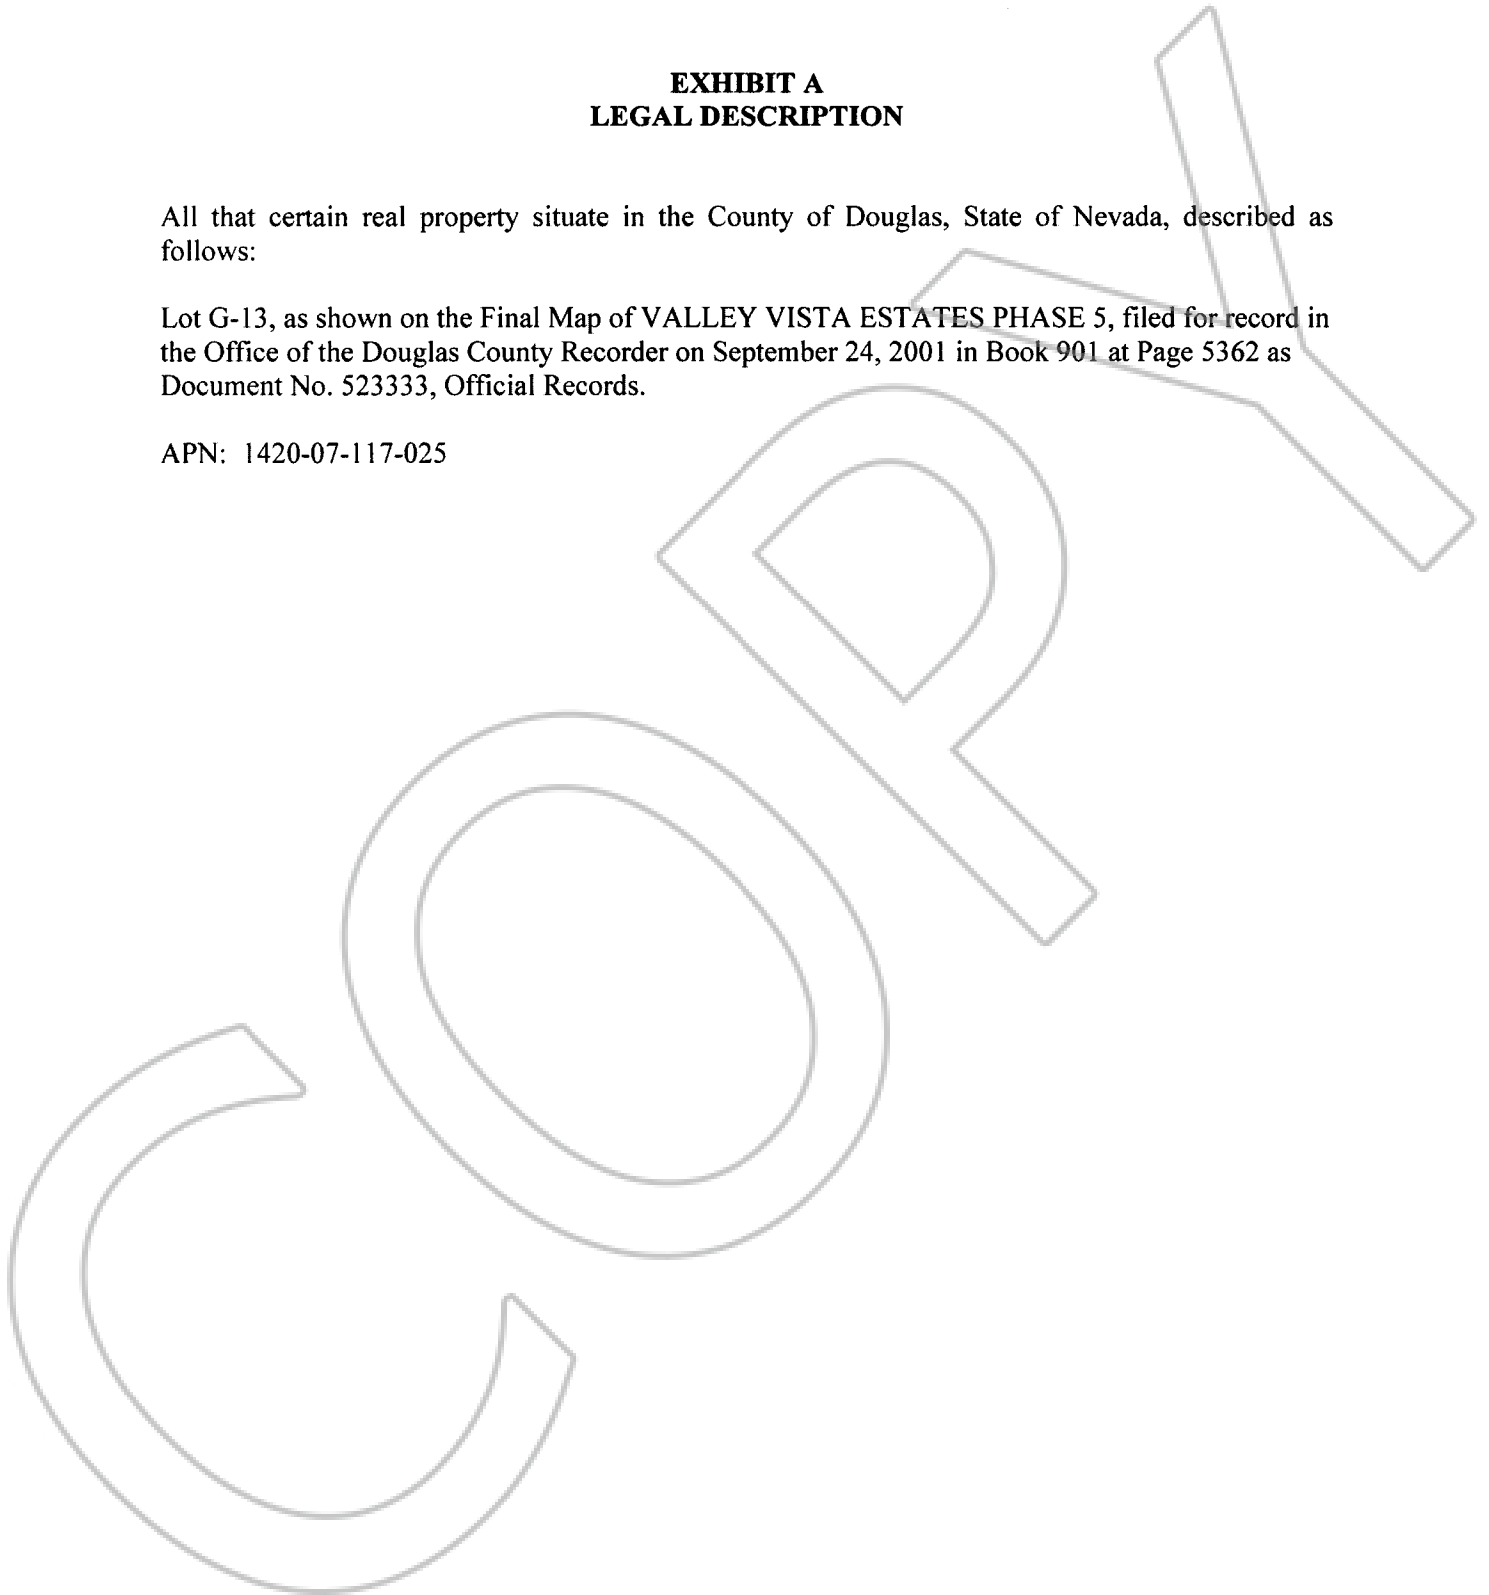 EXHIBIT A
LEGAL DESCRIPTION
All that certain real property situate in the County of Douglas, State of Nevada, described as
follows:
Lot G-13, as shown on the Final Map of VALLEY VISTA ESTATES PHASE 5, filed for record in
the Office of the Douglas County Recorder on September 24, 2001 in Book 901 at Page 5362 as
Document No. 523333, Official Records.
APN: 1420-07-117-025
COPY